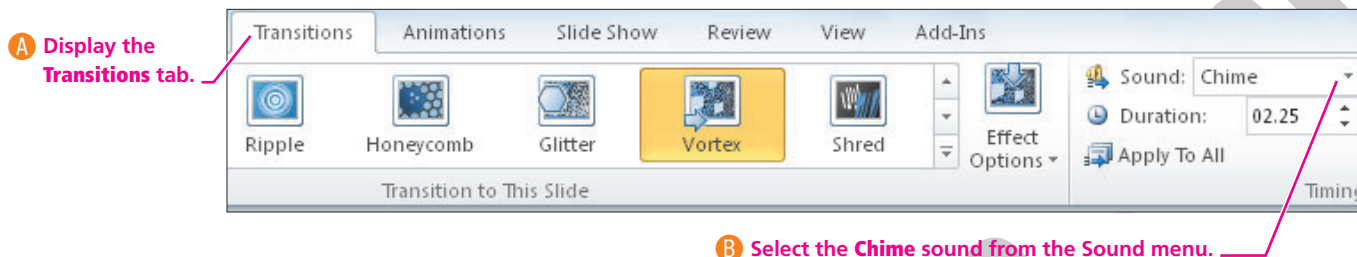 Transitions Animations Slide Show Review View Add-Ins
A Display the
Transitions tab.
Sound: Chime
Duration: 02.25
Apply To All
Ripple Honeycomb Glitter Vortex Shred
Effect
Options
Transition to This Slide
Timing
B Select the Chime sound from the Sound menu.